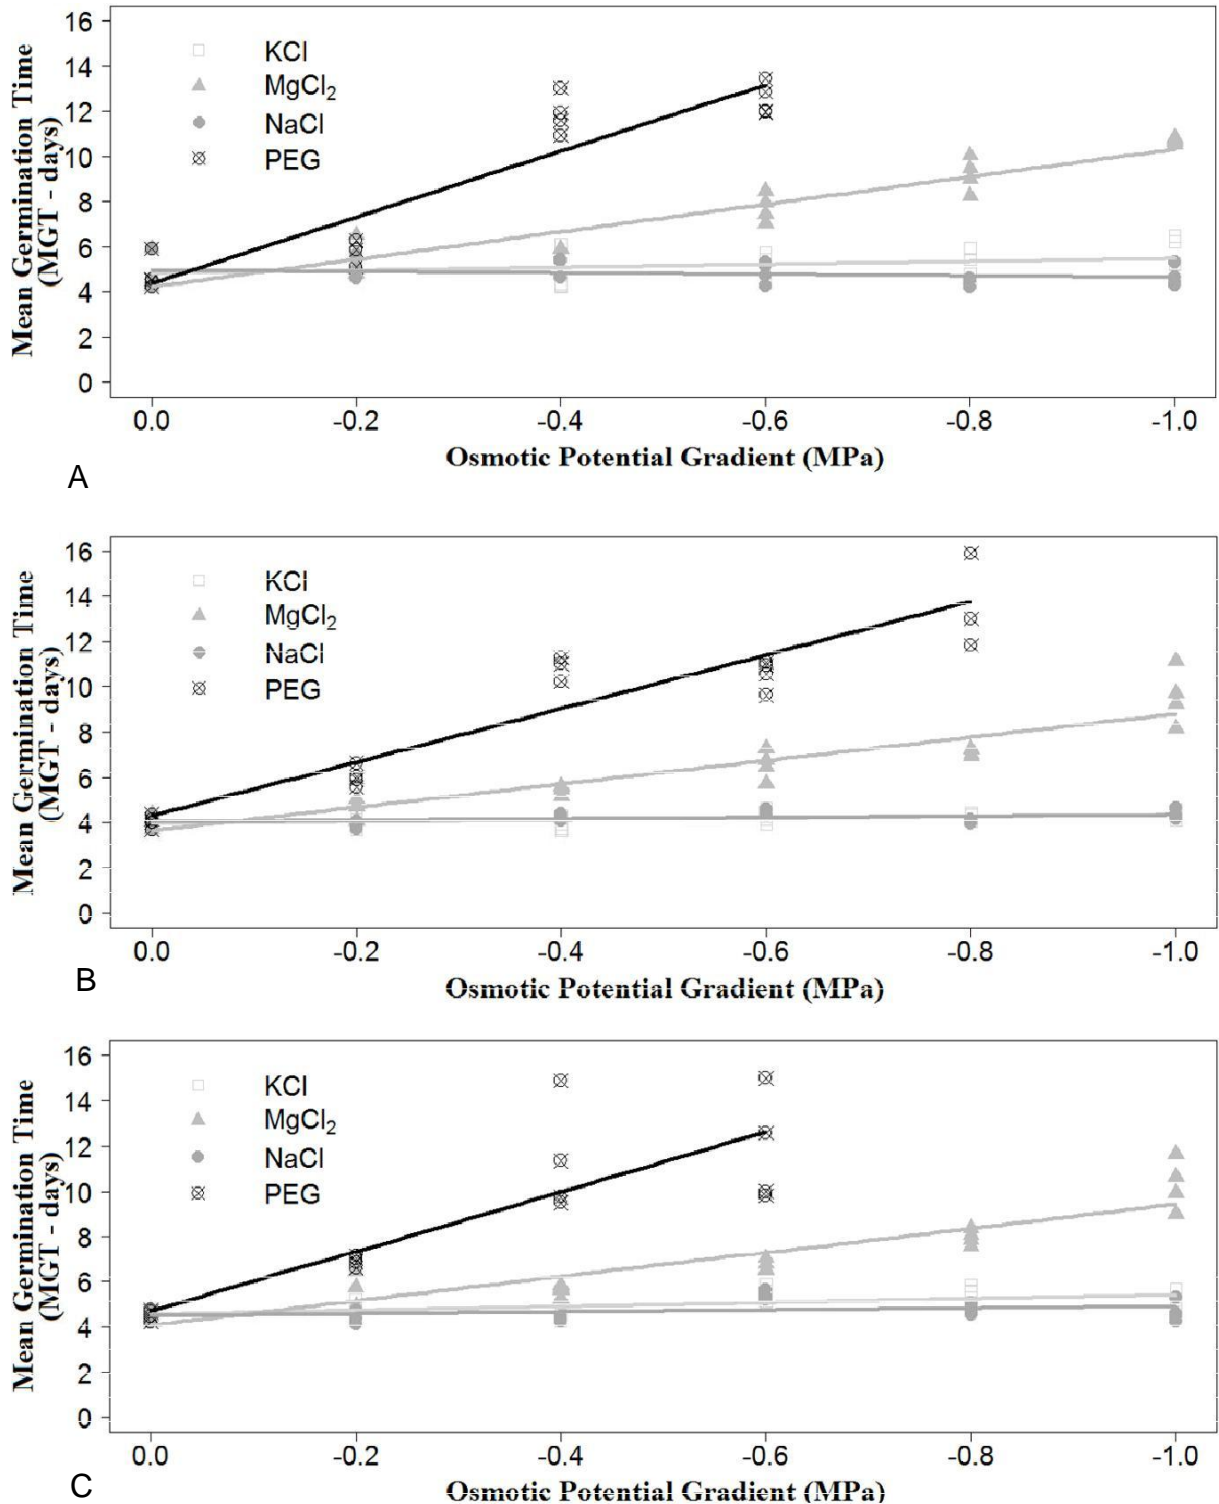 Mean Germination Time
(MGT - days)
16
14
12
10
8
6
4
2
0
KCl
MgCl₂
NaCl
PEG
0.0 -0.2 -0.4 -0.6 -0.8 -1.0
Osmotic Potential Gradient (MPa)
A
Mean Germination Time
(MGT - days)
16
14
12
10
8
6
4
2
0
KCl
MgCl₂
NaCl
PEG
0.0 -0.2 -0.4 -0.6 -0.8 -1.0
Osmotic Potential Gradient (MPa)
B
Mean Germination Time
(MGT - days)
16
14
12
10
8
6
4
2
0
KCl
MgCl₂
NaCl
PEG
0.0 -0.2 -0.4 -0.6 -0.8 -1.0
Osmotic Potential Gradient (MPa)
C